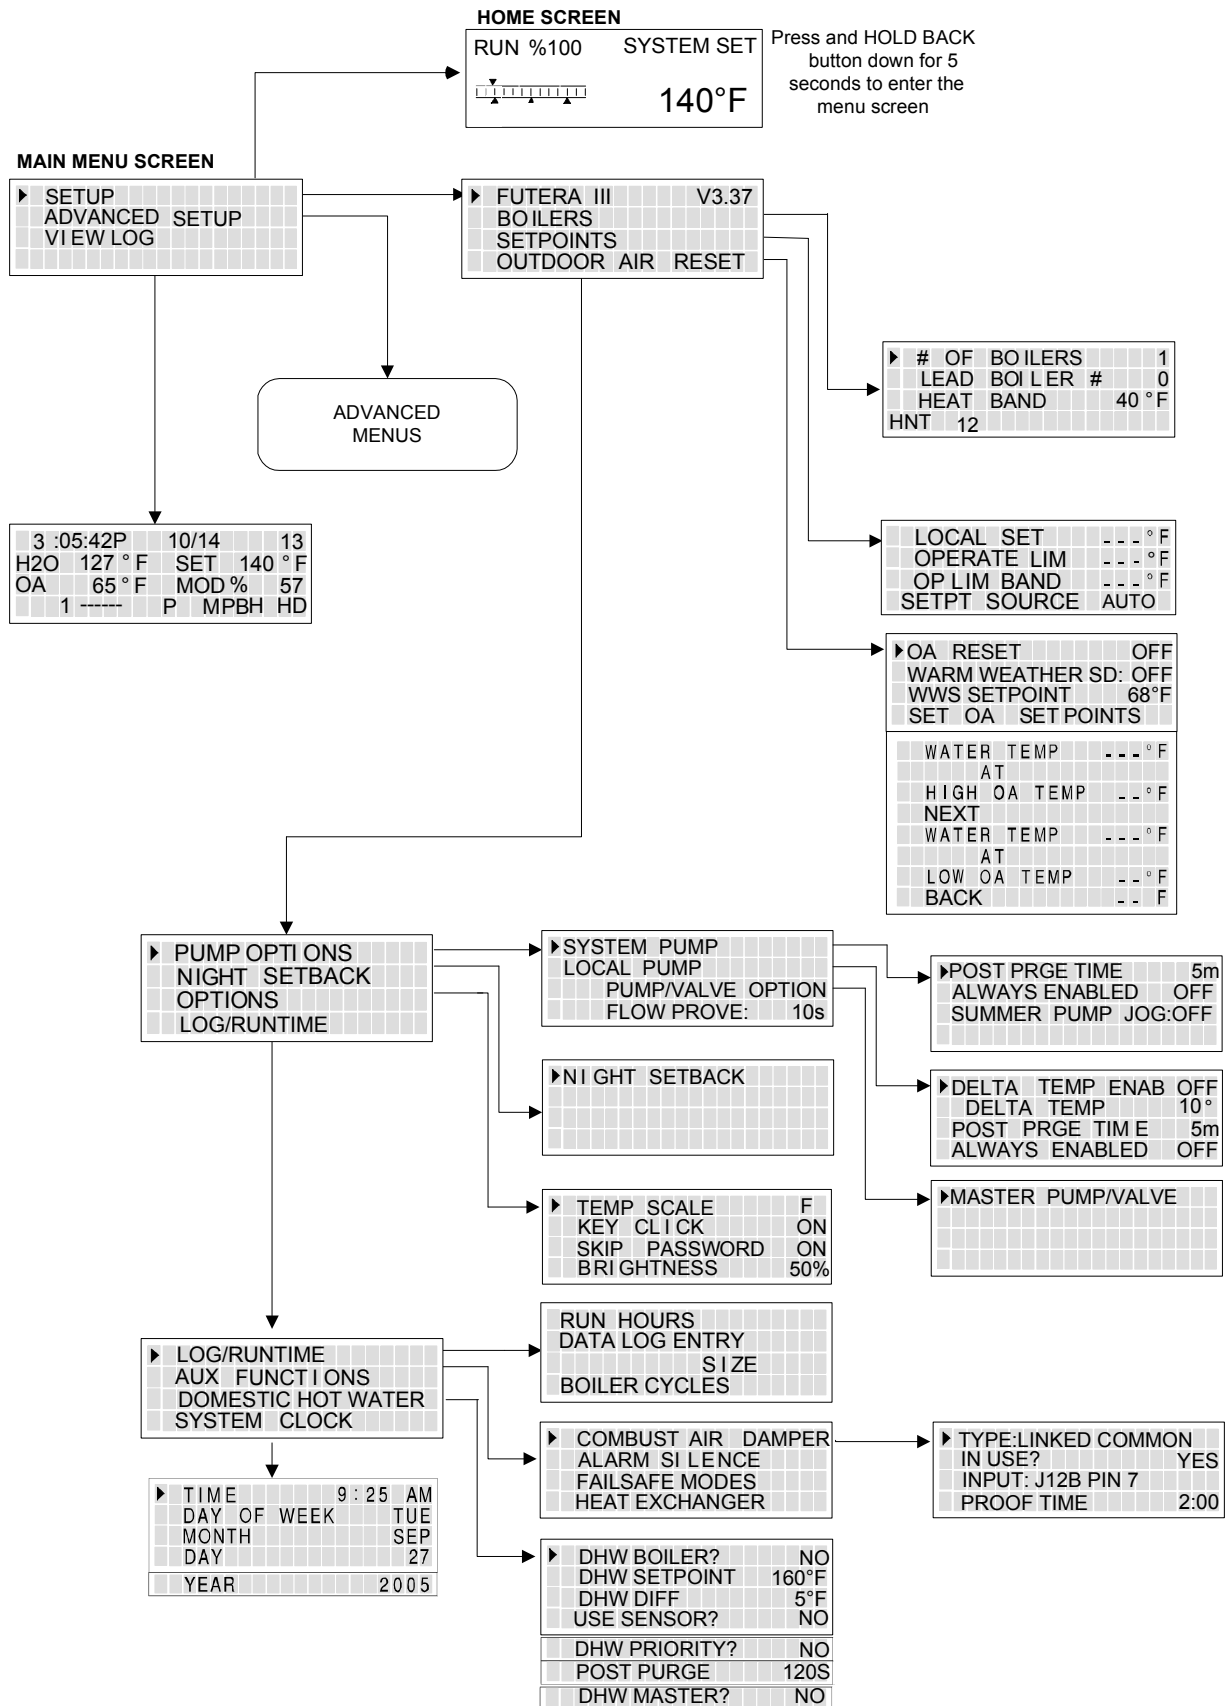 HOME SCREEN
RUN %100 SYSTEM SET
140°F
Press and HOLD BACK
button down for 5
seconds to enter the
menu screen
MAIN MENU SCREEN
SETUP
ADVANCED SETUP
VIEW LOG
FUTERA III V3.37
BOILERS
SETPOINTS
OUTDOOR AIR RESET
ADVANCED
MENUS
# OF BOILERS 1
LEAD BOILER # 0
HEAT BAND 40 °F
HNT 12
3 :05:42P 10/14 13
H2O 127 °F SET 140 °F
OA 65 °F MOD % 57
1 ------ P MPBH HD
LOCAL SET ---°F
OPERATE LIM ---°F
OP LIM BAND ---°F
SETPT SOURCE AUTO
OA RESET OFF
WARM WEATHER SD: OFF
WWS SETPOINT 68°F
SET OA SETPOINTS
WATER TEMP ---°F
AT
HIGH OA TEMP --°F
NEXT
WATER TEMP ---°F
AT
LOW OA TEMP --°F
BACK -- F
PUMP OPTIONS
NIGHT SETBACK
OPTIONS
LOG/RUNTIME
SYSTEM PUMP
LOCAL PUMP
PUMP/VALVE OPTION
FLOW PROVE: 10s
POST PRGE TIME 5m
ALWAYS ENABLED OFF
SUMMER PUMP JOG:OFF
NIGHT SETBACK
DELTA TEMP ENAB OFF
DELTA TEMP 10°
POST PRGE TIME 5m
ALWAYS ENABLED OFF
TEMP SCALE F
KEY CLICK ON
SKIP PASSWORD ON
BRIGHTNESS 50%
MASTER PUMP/VALVE
LOG/RUNTIME
AUX FUNCTIONS
DOMESTIC HOT WATER
SYSTEM CLOCK
RUN HOURS
DATA LOG ENTRY
SIZE
BOILER CYCLES
COMBUST AIR DAMPER
ALARM SILENCE
FAILSAFE MODES
HEAT EXCHANGER
TYPE:LINKED COMMON
IN USE? YES
INPUT: J12B PIN 7
PROOF TIME 2:00
TIME 9:25 AM
DAY OF WEEK TUE
MONTH SEP
DAY 27
YEAR 2005
DHW BOILER? NO
DHW SETPOINT 160°F
DHW DIFF 5°F
USE SENSOR? NO
DHW PRIORITY? NO
POST PURGE 120S
DHW MASTER? NO